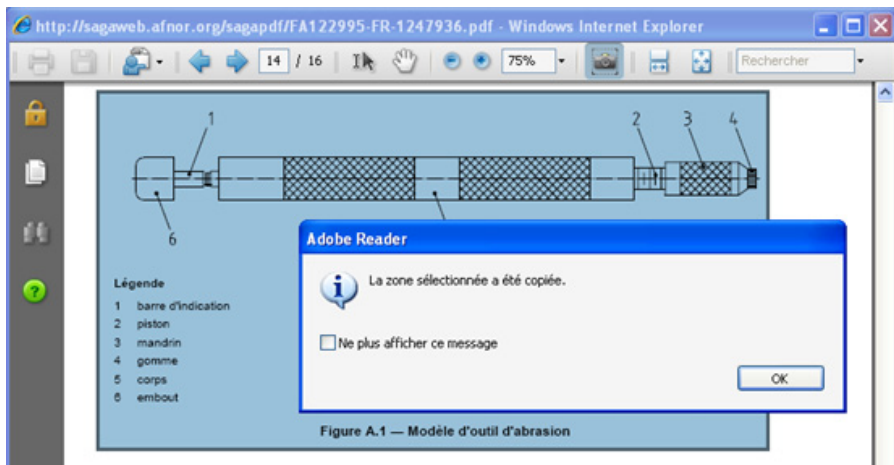 http://sagaweb.afnor.org/sagapdf/FA122995-FR-1247936.pdf - Windows Internet Explorer
14 / 16 75% Rechercher
1 2 3 4
6
Adobe Reader
La zone sélectionnée a été copiée.
Ne plus afficher ce message
OK
Légende
1 barre d'indication
2 piston
3 mandrin
4 gomme
5 corps
6 embout
Figure A.1 — Modèle d'outil d'abrasion